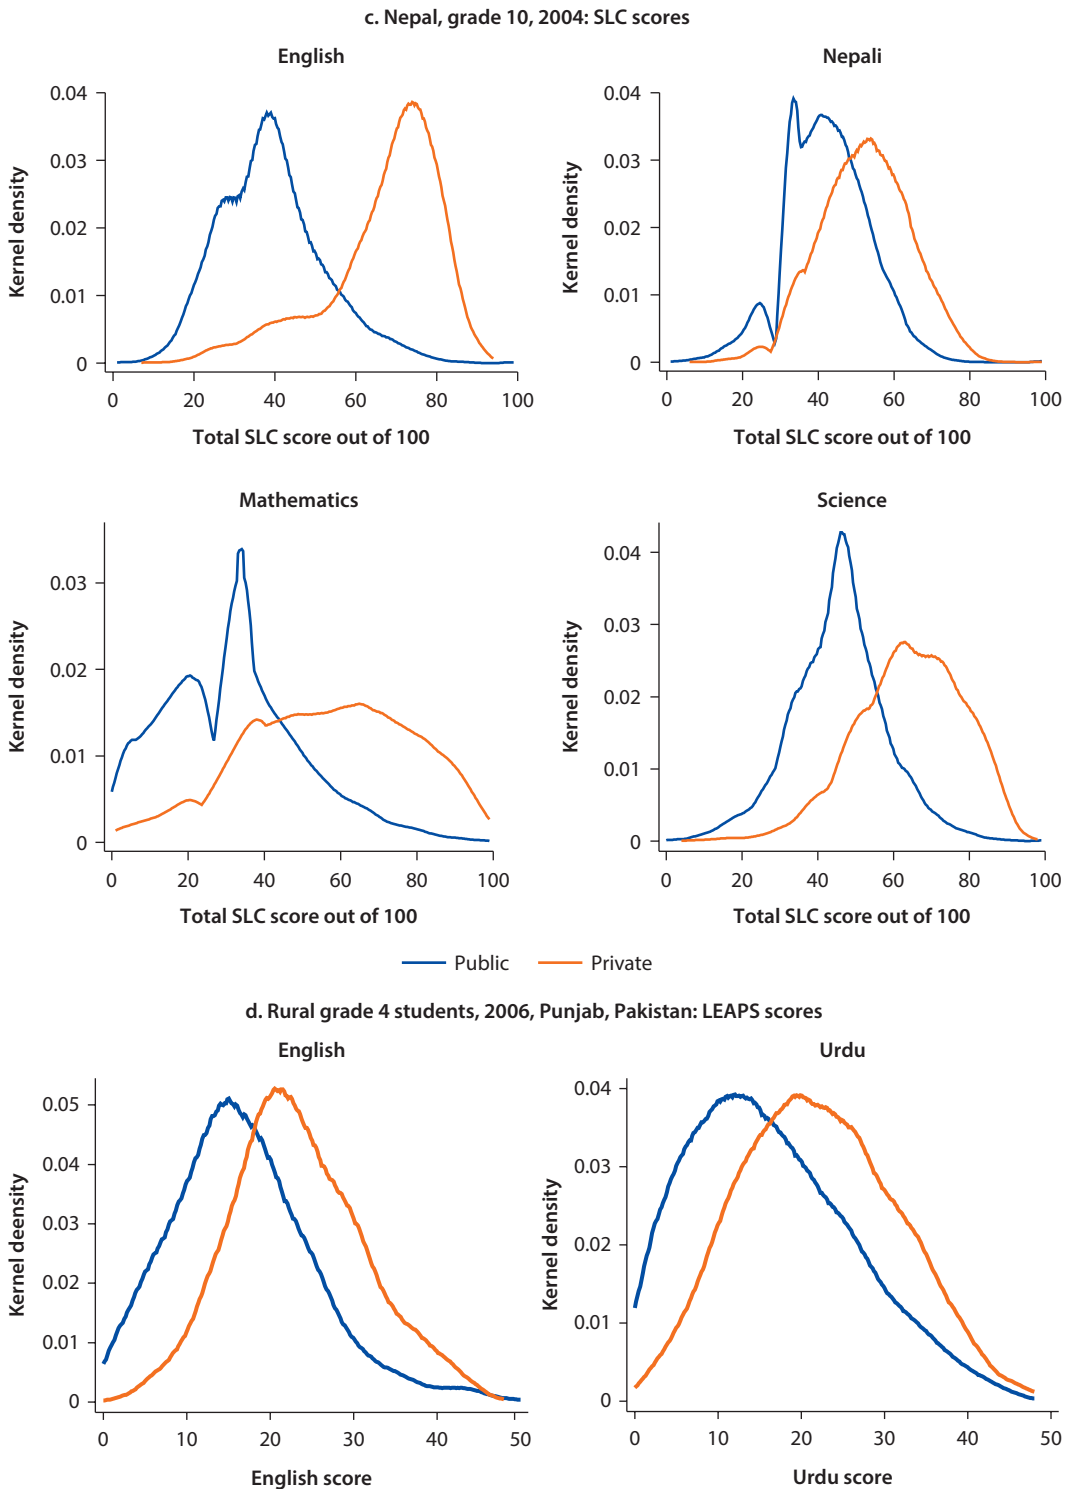 c. Nepal, grade 10, 2004: SLC scores
English
Kernel density
0.04
0.03
0.02
0.01
0
0 20 40 60 80 100
Total SLC score out of 100
Nepali
Kernel density
0.04
0.03
0.02
0.01
0
0 20 40 60 80 100
Total SLC score out of 100
Mathematics
Kernel density
0.03
0.02
0.01
0
0 20 40 60 80 100
Total SLC score out of 100
Science
Kernel density
0.04
0.03
0.02
0.01
0
0 20 40 60 80 100
Total SLC score out of 100
Public Private
d. Rural grade 4 students, 2006, Punjab, Pakistan: LEAPS scores
English
Kernel deensity
0.05
0.04
0.03
0.02
0.01
0
0 10 20 30 40 50
English score
Urdu
Kernel density
0.04
0.03
0.02
0.01
0
0 10 20 30 40 50
Urdu score